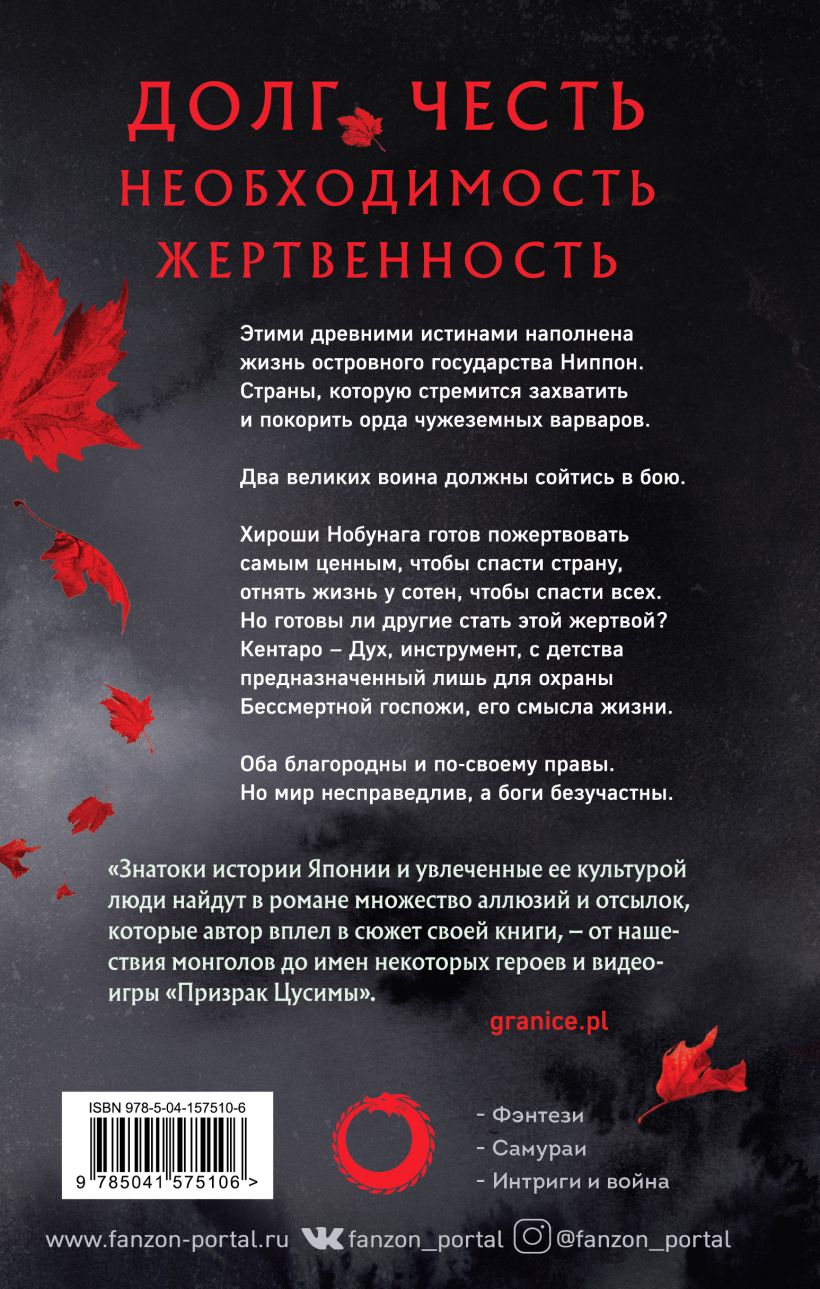 ДОЛГ ЧЕСТЬ
НЕОБХОДИМОСТЬ
ЖЕРТВЕННОСТЬ
Этими древними истинами наполнена
жизнь островного государства Ниппон.
Страны, которую стремится захватить
и покорить орда чужеземных варваров.
Два великих воина должны сойтись в бою.
Хироши Нобунага готов пожертвовать
самым ценным, чтобы спасти страну,
отнять жизнь у сотен, чтобы спасти всех.
Но готовы ли другие стать этой жертвой?
Кентаро – Дух, инструмент, с детства
предназначенный лишь для охраны
Бессмертной госпожи, его смысла жизни.
Оба благородны и по-своему правы.
Но мир несправедлив, а боги безучастны.
«Знатоки истории Японии и увлеченные ее культурой
люди найдут в романе множество аллюзий и отсылок,
которые автор вплел в сюжет своей книги, – от наше-
ствия монголов до имен некоторых героев и видео-
игры «Призрак Цусимы».
granice.pl
ISBN 978-5-04-157510-6
9 785041 575106 >
- Фэнтези
- Самураи
- Интриги и война
www.fanzon-portal.ru fanzon_portal @fanzon_portal